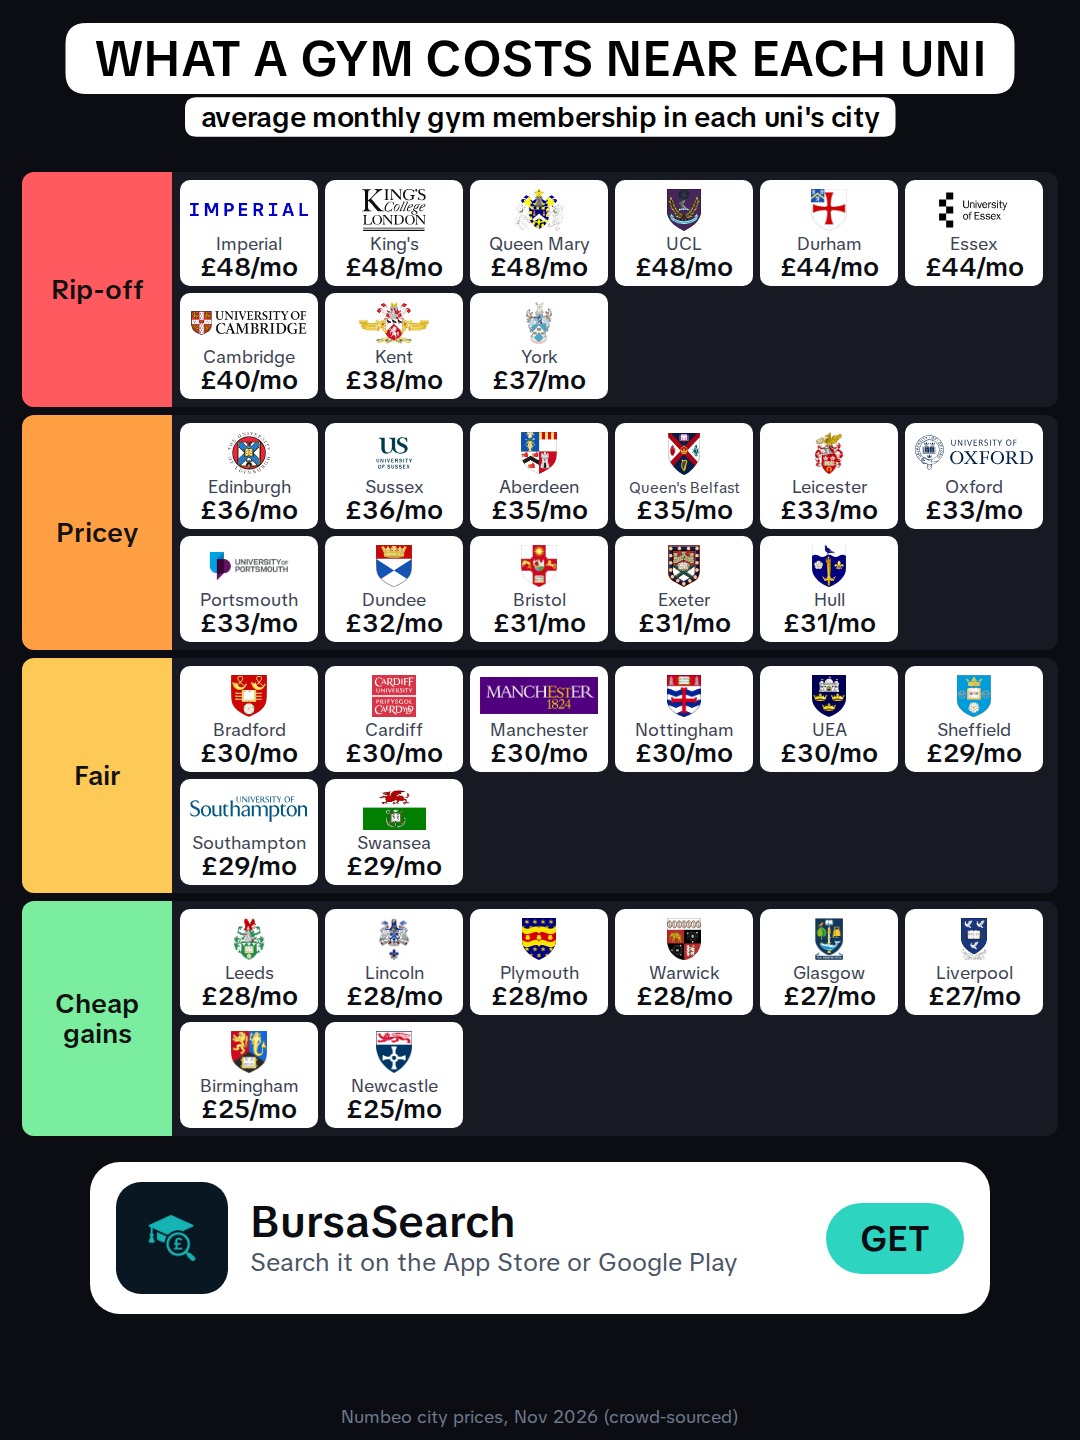 WHAT A GYM COSTS NEAR EACH UNI
average monthly gym membership in each uni's city
Rip-off
IMPERIAL
Imperial
£48/mo
KING'S
College
LONDON
King's
£48/mo
Queen Mary
£48/mo
UCL
£48/mo
Durham
£44/mo
University
of Essex
Essex
£44/mo
UNIVERSITY OF
CAMBRIDGE
Cambridge
£40/mo
Kent
£38/mo
York
£37/mo
Pricey
Edinburgh
£36/mo
US
UNIVERSITY
OF SUSSEX
Sussex
£36/mo
Aberdeen
£35/mo
Queen's Belfast
£35/mo
Leicester
£33/mo
UNIVERSITY OF
OXFORD
Oxford
£33/mo
UNIVERSITY OF
PORTSMOUTH
Portsmouth
£33/mo
Dundee
£32/mo
Bristol
£31/mo
Exeter
£31/mo
Hull
£31/mo
Fair
Bradford
£30/mo
CARDIFF
UNIVERSITY
PRIFYSGOL
CAERDYDD
Cardiff
£30/mo
MANCHESTER
1824
Manchester
£30/mo
Nottingham
£30/mo
UEA
£30/mo
Sheffield
£29/mo
UNIVERSITY OF
Southampton
Southampton
£29/mo
Swansea
£29/mo
Cheap
gains
Leeds
£28/mo
Lincoln
£28/mo
Plymouth
£28/mo
Warwick
£28/mo
Glasgow
£27/mo
Liverpool
£27/mo
Birmingham
£25/mo
Newcastle
£25/mo
£
BursaSearch
Search it on the App Store or Google Play
GET
Numbeo city prices, Nov 2026 (crowd-sourced)